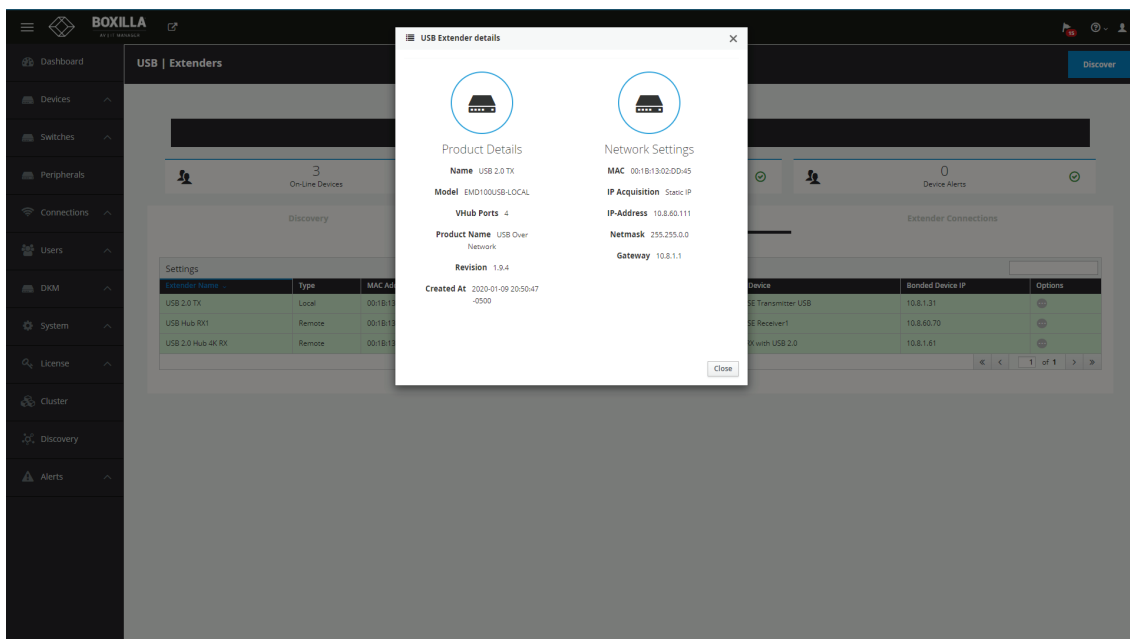 BOXILLA
USB Extender details
46
Dashboard
USB | Extenders
Discover
Devices
Switches
Product Details
Network Settings
Peripherals
3
On-Line Devices
Name USB 2.0 TX
MAC 00:1B:13:02:DD:45
0
Device Alerts
Model EMD100USB-LOCAL
IP Acquisition Static IP
Connections
VHub Ports 4
IP-Address 10.8.60.111
Discovery
Extender Connections
Product Name USB Over
Network
Netmask 255.255.0.0
Users
Gateway 10.8.1.1
Revision 1.9.4
Settings
DKM
Created At 2020-01-09 20:50:47
-0500
Extender Name
Type
MAC Ad
Device
Bonded Device IP
Options
USB 2.0 TX
Local
00:1B:13
SE Transmitter USB
10.8.1.31
System
USB Hub RX1
Remote
00:1B:13
SE Receiver1
10.8.60.70
USB 2.0 Hub 4K RX
Remote
00:1B:13
RX with USB 2.0
10.8.1.61
License
1 of 1
Close
Cluster
Discovery
Alerts